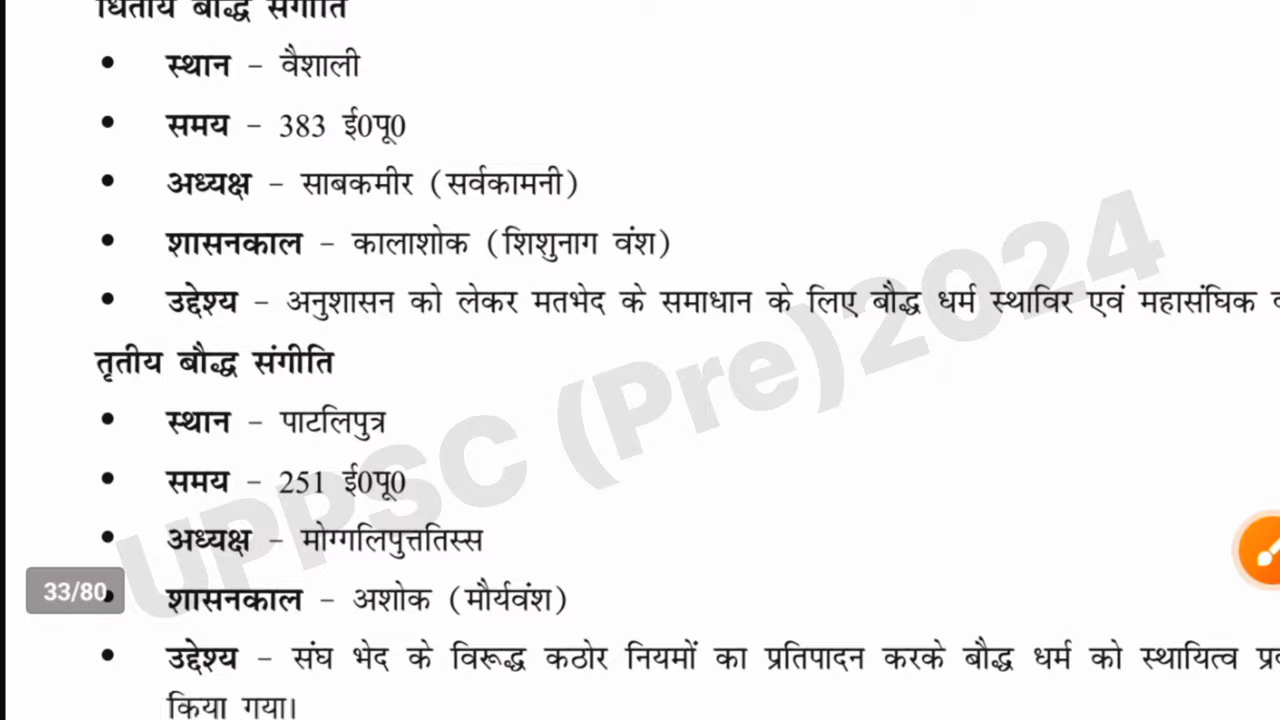 धितीय बौद्ध संगीति
• स्थान – वैशाली
• समय – 383 ई0पू0
• अध्यक्ष – साबकमीर (सर्वकामनी)
• शासनकाल – कालाशोक (शिशुनाग वंश)
• उद्देश्य – अनुशासन को लेकर मतभेद के समाधान के लिए बौद्ध धर्म स्थाविर एवं महासंघिक
तृतीय बौद्ध संगीति
• स्थान – पाटलिपुत्र
• समय – 251 ई0पू0
• अध्यक्ष – मोग्गलिपुत्ततिस्स
• शासनकाल – अशोक (मौर्यवंश)
• उद्देश्य – संघ भेद के विरूद्ध कठोर नियमों का प्रतिपादन करके बौद्ध धर्म को स्थायित्व
किया गया।
UPPSC (Pre)2024
33/80